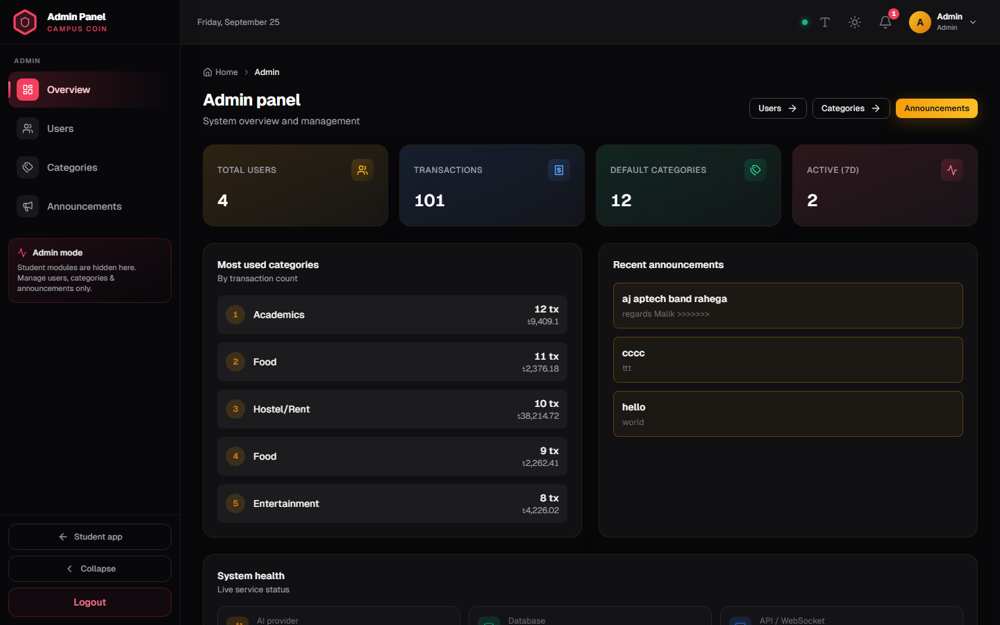 Admin Panel
CAMPUS COIN
Friday, September 25
1
A
Admin
Admin
ADMIN
Overview
Users
Categories
Announcements
Admin mode
Student modules are hidden here.
Manage users, categories &
announcements only.
Student app
Collapse
Logout
Home
Admin
Admin panel
System overview and management
Users
Categories
Announcements
TOTAL USERS
4
TRANSACTIONS
101
DEFAULT CATEGORIES
12
ACTIVE (7D)
2
Most used categories
By transaction count
1
Academics
12 tx
৳9,409.1
2
Food
11 tx
৳2,376.18
3
Hostel/Rent
10 tx
৳38,214.72
4
Food
9 tx
৳2,262.41
5
Entertainment
8 tx
৳4,226.02
Recent announcements
aj aptech band rahega
regards Malik >>>>>>>
cccc
ttt
hello
world
System health
Live service status
AI provider
Database
API / WebSocket